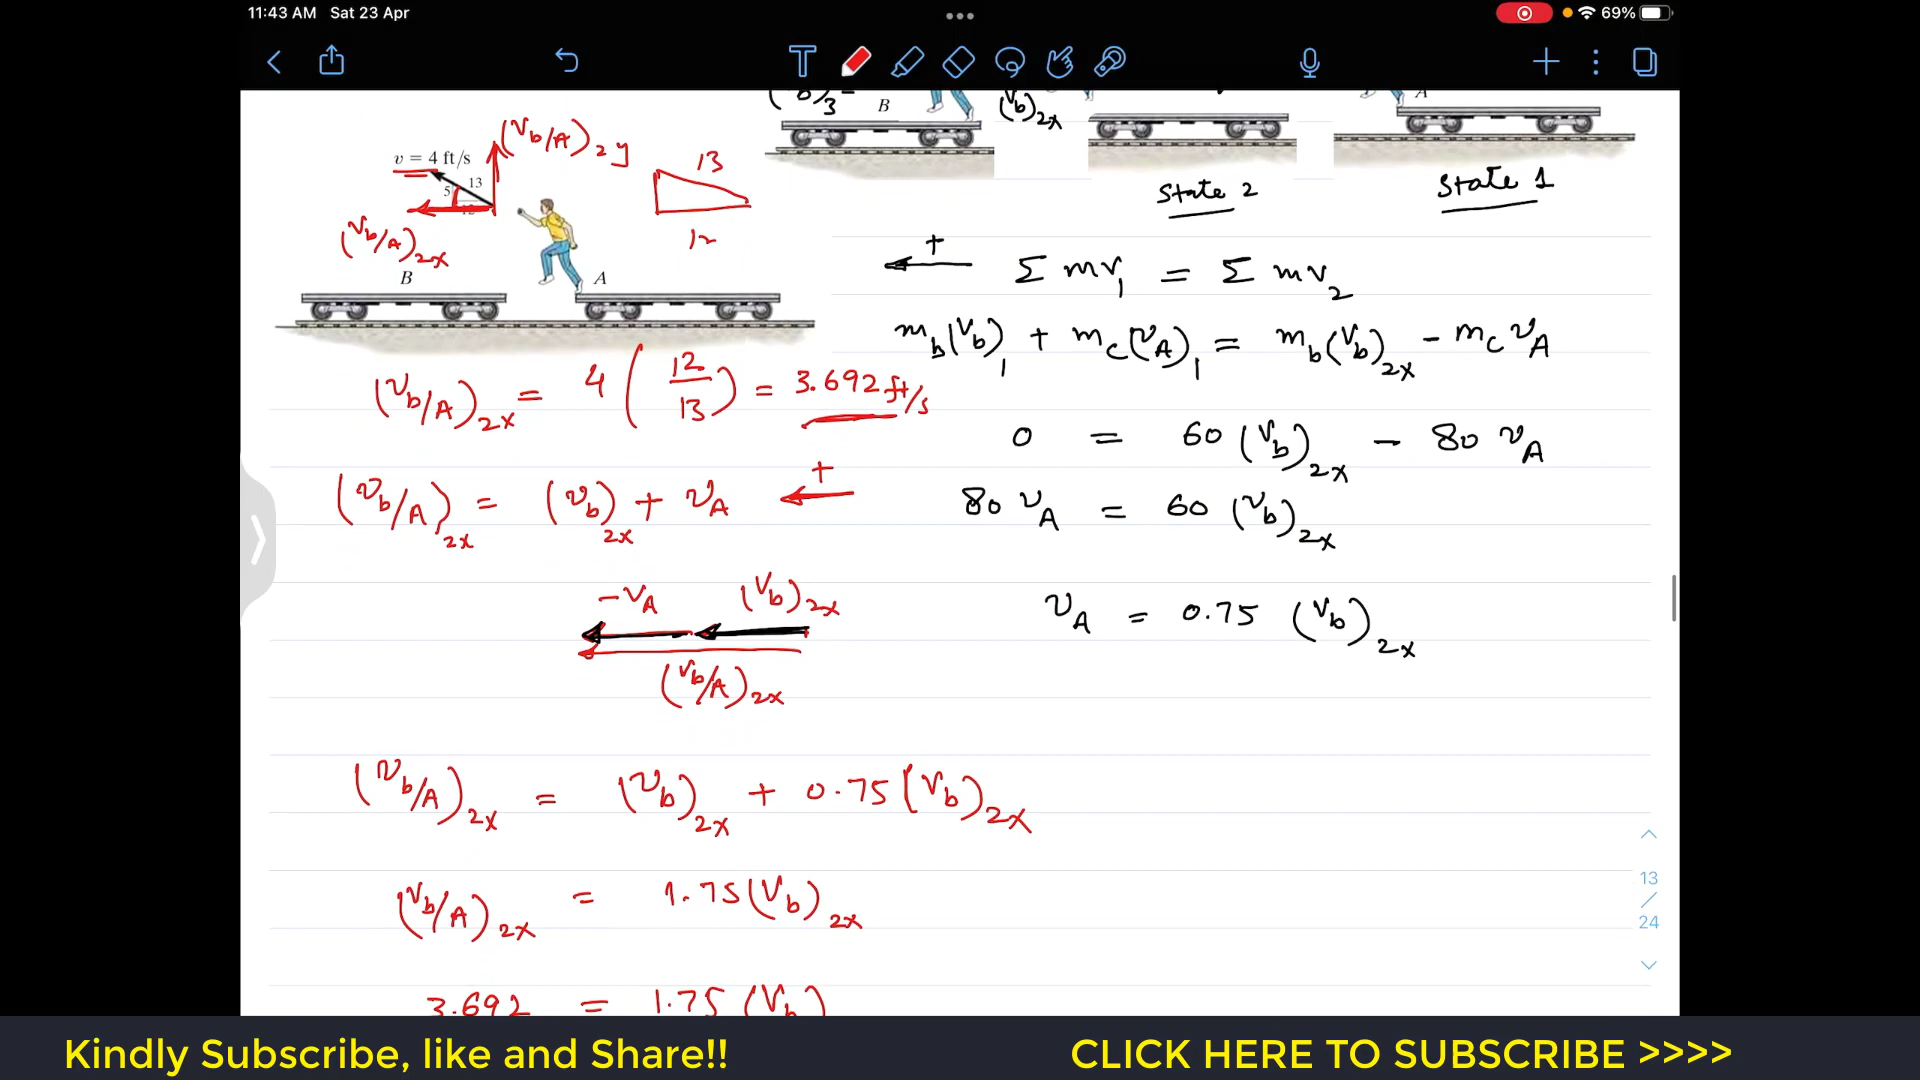 11:43 AM Sat 23 Apr
69%
(Vb/A)2y
v = 4 ft/s
13
5
12
(Vb/A)2x
13
12
B
A
B
(Vb)2x
A
State 2
State 1
+
Σ mv1 = Σ mv2
mb(Vb)1 + mc(vA)1 = mb(Vb)2x - mc vA
0 = 60 (Vb)2x - 80 vA
80 vA = 60 (vb)2x
vA = 0.75 (Vb)2x
(vb/A)2x = 4 (12/13) = 3.692 ft/s
(vb/A)2x = (vb)2x + vA
+
-VA (Vb)2x
(Vb/A)2x
(vb/A)2x = (vb)2x + 0.75 (Vb)2x
(Vb/A)2x = 1.75 (Vb)2x
3.692 = 1.75 (Vb)
13
/
24
Kindly Subscribe, like and Share!!
CLICK HERE TO SUBSCRIBE >>>>